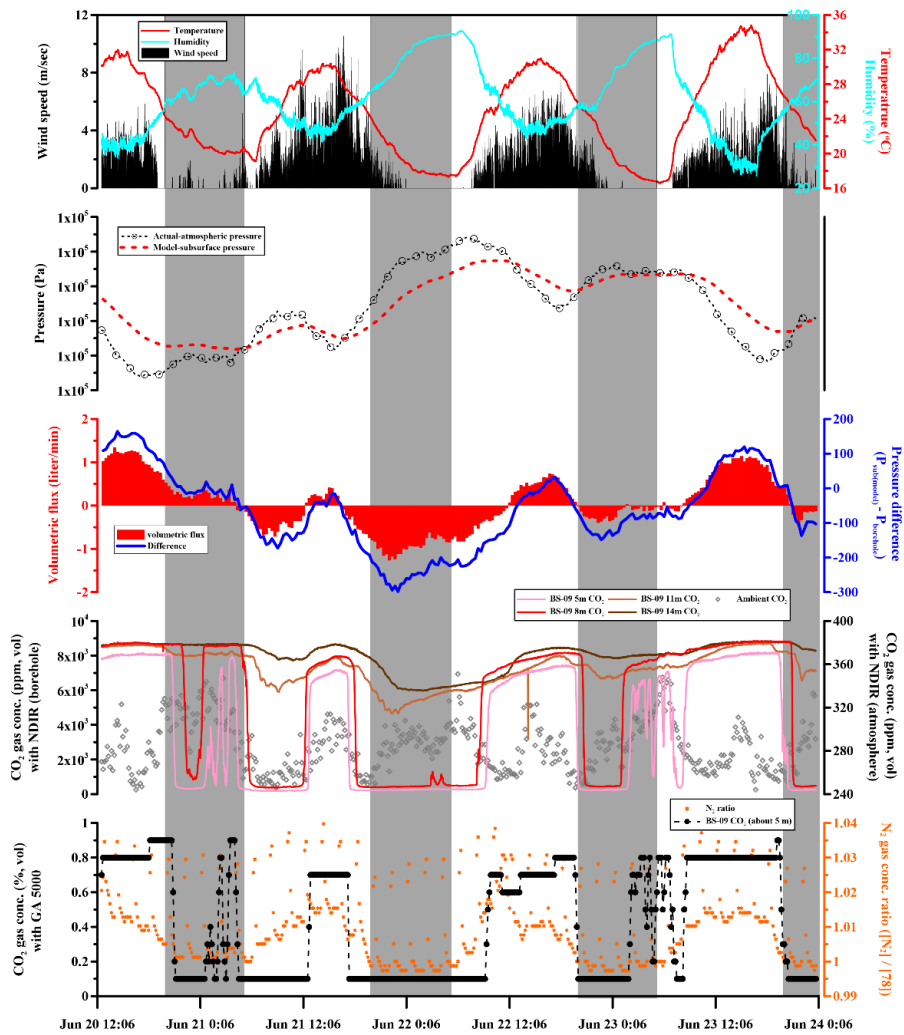 12
8
4
0
Wind speed (m/sec)
Temperature
Humidity
Wind speed
100
80
60
40
20
Humidity (%)
36
32
28
24
20
16
Temperatrue (°C)
1x10⁵
1x10⁵
1x10⁵
1x10⁵
1x10⁵
1x10⁵
Pressure (Pa)
Actual-atmospheric pressure
Model-subsurface pressure
2
1
0
-1
-2
Volumetric flux (liter/min)
volumetric flux
Difference
200
100
0
-100
-200
-300
Pressure difference
(P sub(model) - P borehole)
BS-09 5m CO₂
BS-09 11m CO₂
Ambient CO₂
BS-09 8m CO₂
BS-09 14m CO₂
10⁴
8x10³
6x10³
4x10³
2x10³
0
CO₂ gas conc. (ppm, vol)
with NDIR (borehole)
400
360
320
280
240
CO₂ gas conc. (ppm, vol)
with NDIR (atmosphere)
N₂ ratio
BS-09 CO₂ (about 5 m)
1
0.8
0.6
0.4
0.2
0
CO₂ gas conc. (%, vol)
with GA 5000
1.04
1.03
1.02
1.01
1
0.99
N₂ gas conc. ratio ([N₂] / [78])
Jun 20 12:06
Jun 21 0:06
Jun 21 12:06
Jun 22 0:06
Jun 22 12:06
Jun 23 0:06
Jun 23 12:06
Jun 24 0:06